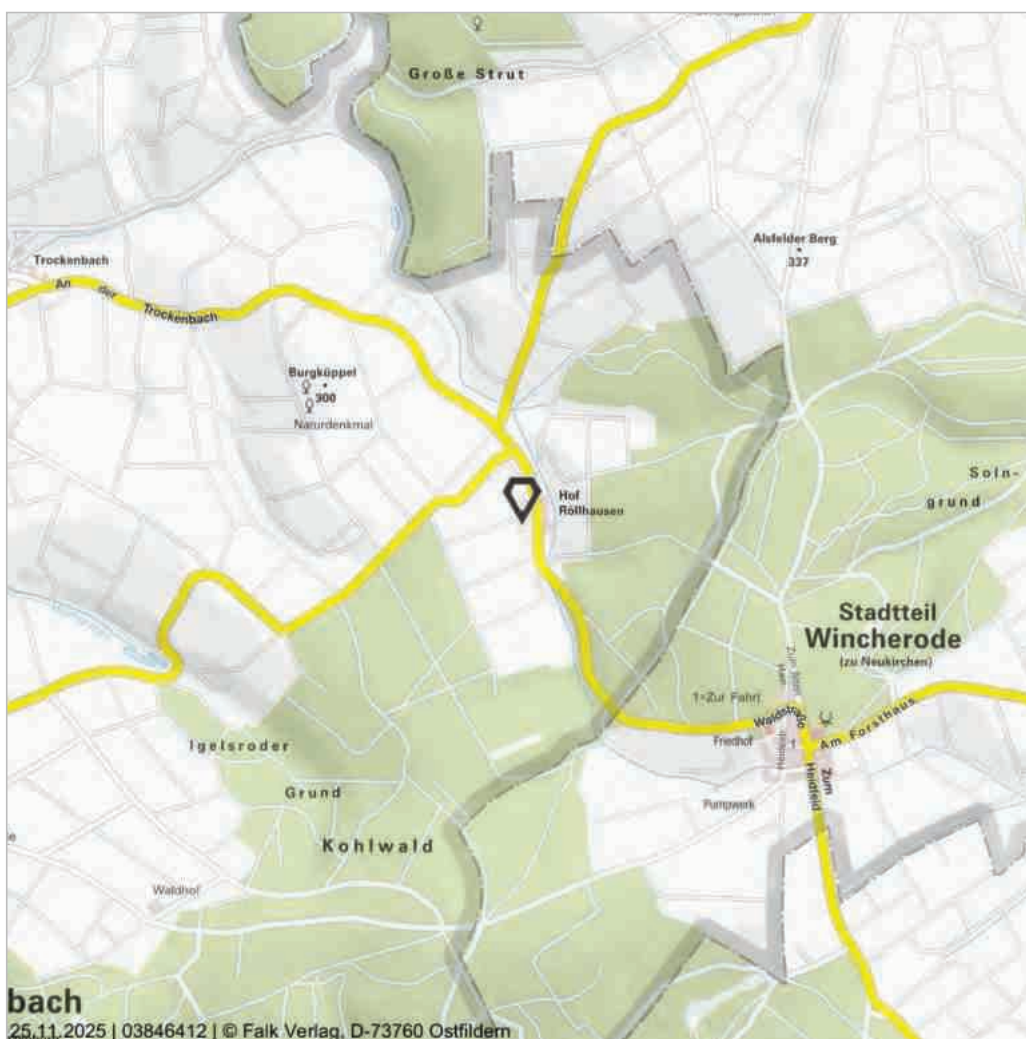 Große Strut
Alsfelder Berg
337
Trockenbach
An der Trockenbach
Burgküppel
300
Naturdenkmal
Hof
Röllhausen
Soln-
grund
Stadtteil
Wincherode
(zu Neukirchen)
1=Zur Fahrt
Waldstraße
Am Forsthaus
Friedhof
1
Zum
Heidfeld
Igelsroder
Grund
Pumpwerk
Kohlwald
Waldhof
bach
25.11.2025 | 03846412 | © Falk Verlag, D-73760 Ostfildern